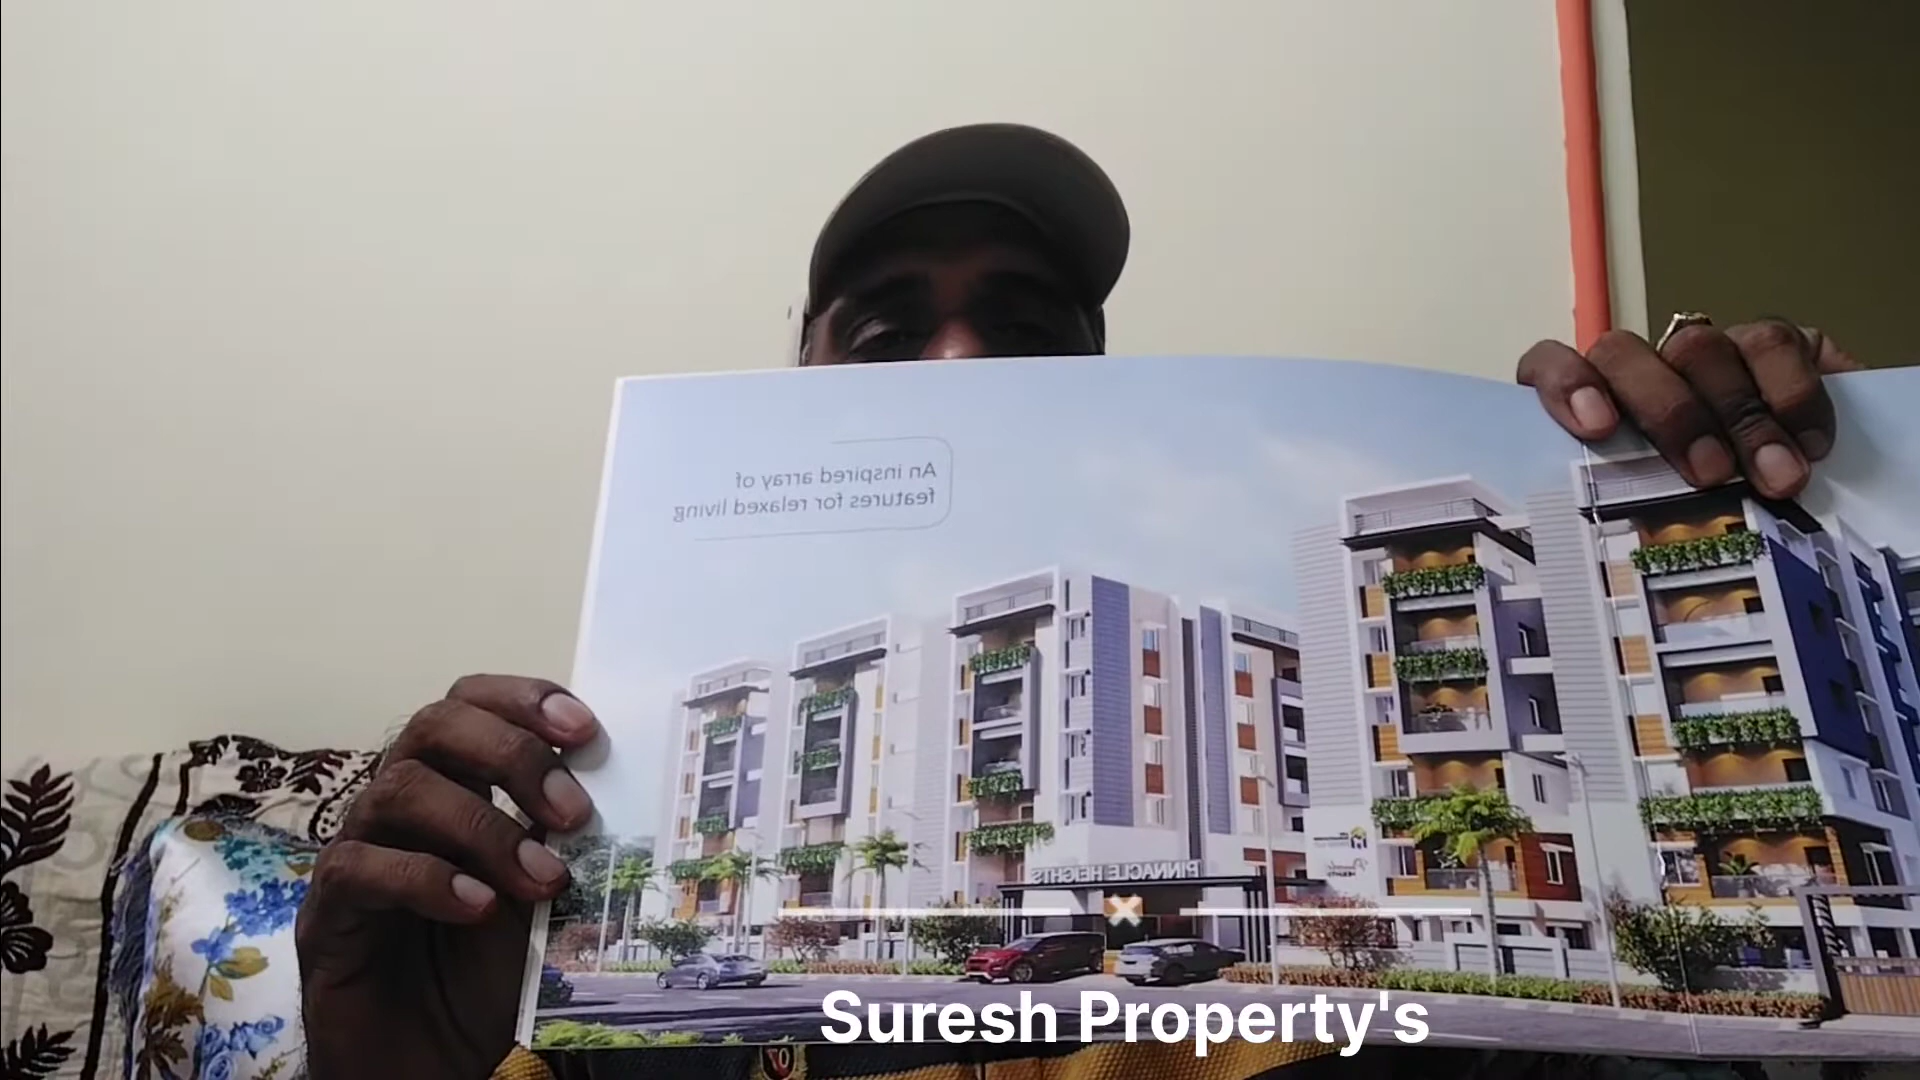 An inspired array of
features for relaxed living
PINNACLE HEIGHTS
Suresh Property's